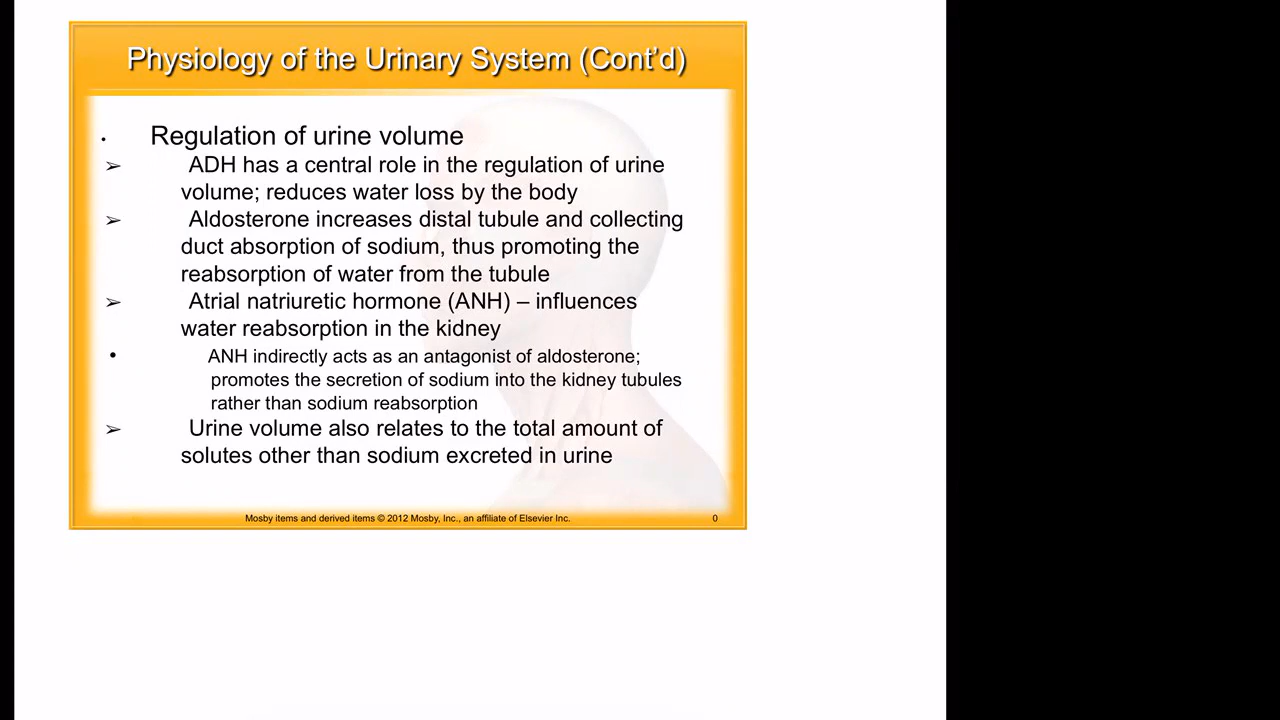 Physiology of the Urinary System (Cont’d)
• Regulation of urine volume
➢ ADH has a central role in the regulation of urine
volume; reduces water loss by the body
➢ Aldosterone increases distal tubule and collecting
duct absorption of sodium, thus promoting the
reabsorption of water from the tubule
➢ Atrial natriuretic hormone (ANH) – influences
water reabsorption in the kidney
• ANH indirectly acts as an antagonist of aldosterone;
promotes the secretion of sodium into the kidney tubules
rather than sodium reabsorption
➢ Urine volume also relates to the total amount of
solutes other than sodium excreted in urine
Mosby items and derived items © 2012 Mosby, Inc., an affiliate of Elsevier Inc. 0